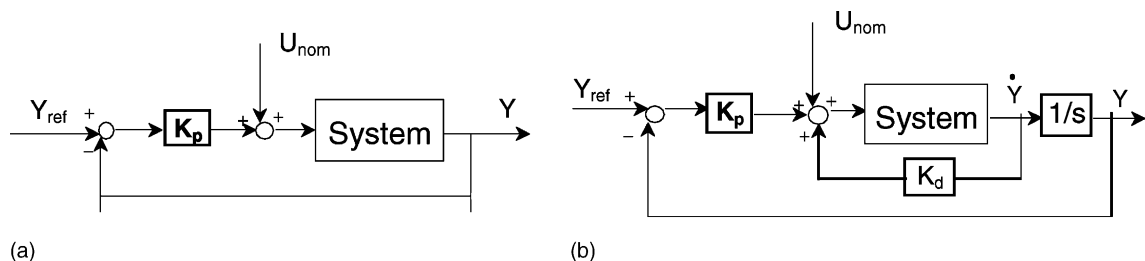 U_nom
Y_ref
+
−
K_p
+
+
System
Y
(a)
U_nom
Y_ref
+
−
K_p
+
+
+
System
Ẏ
1/s
Y
K_d
(b)